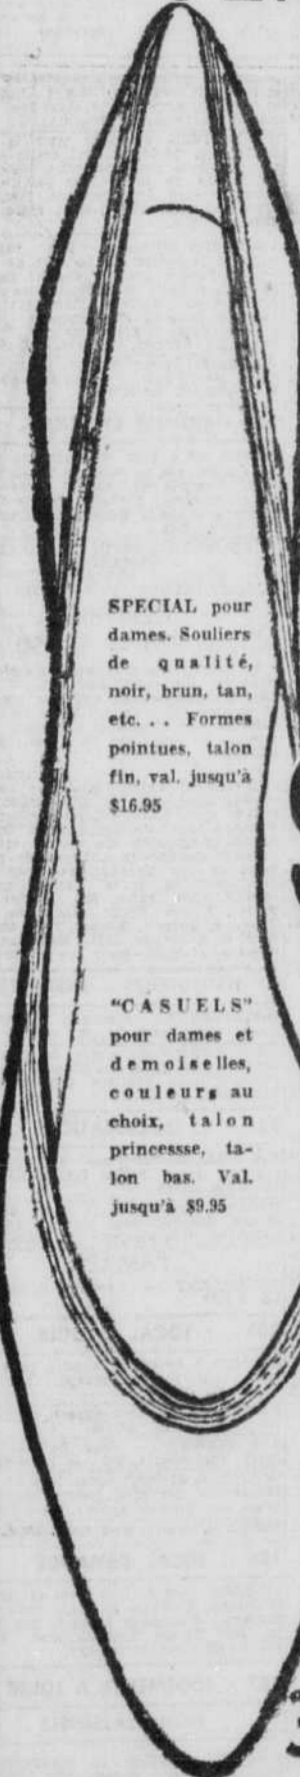 SPECIAL pour
dames. Souliers
de qualité,
noir, brun, tan,
etc. . . Formes
pointues, talon
fin, val. jusqu'à
$16.95
"CASUELS"
pour dames et
demoiselles,
couleurs au
choix, talon
princessse, ta-
lon bas. Val.
jusqu'à $9.95